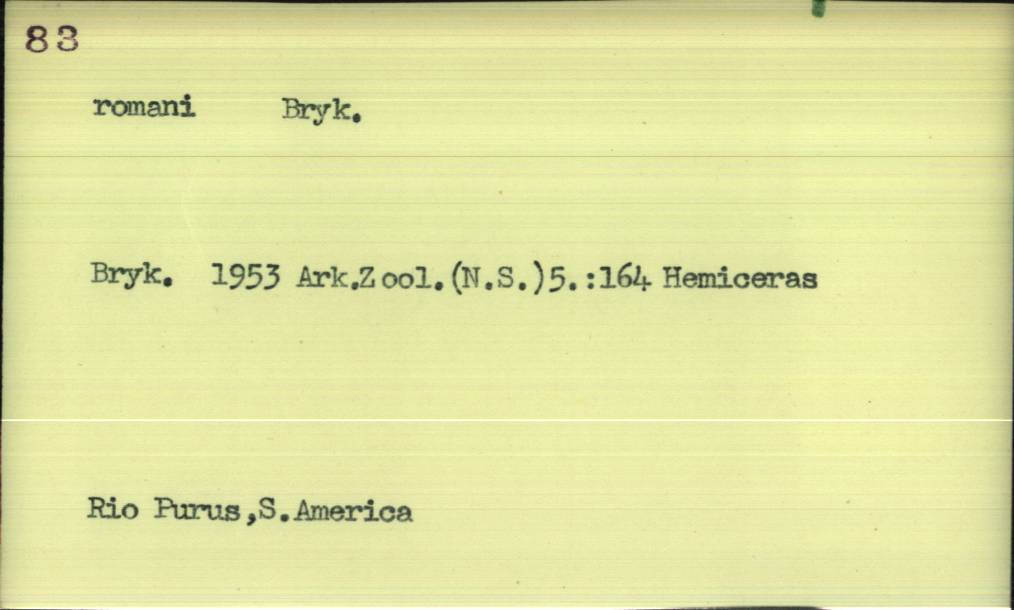 83
romani Bryk.
Bryk. 1953 Ark.Zool.(N.S.)5.:164 Hemiceras
Rio Purus,S.America